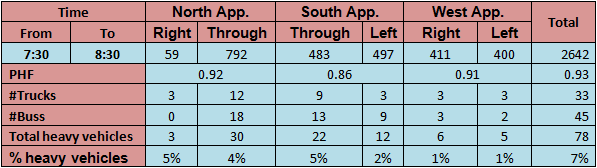 Time North App. South App. West App. Total
From To Right Through Through Left Right Left
7:30 8:30 59 792 483 497 411 400 2642
PHF 0.92 0.86 0.91 0.93
#Trucks 3 12 9 3 3 3 33
#Buss 0 18 13 9 3 2 45
Total heavy vehicles 3 30 22 12 6 5 78
% heavy vehicles 5% 4% 5% 2% 1% 1% 7%